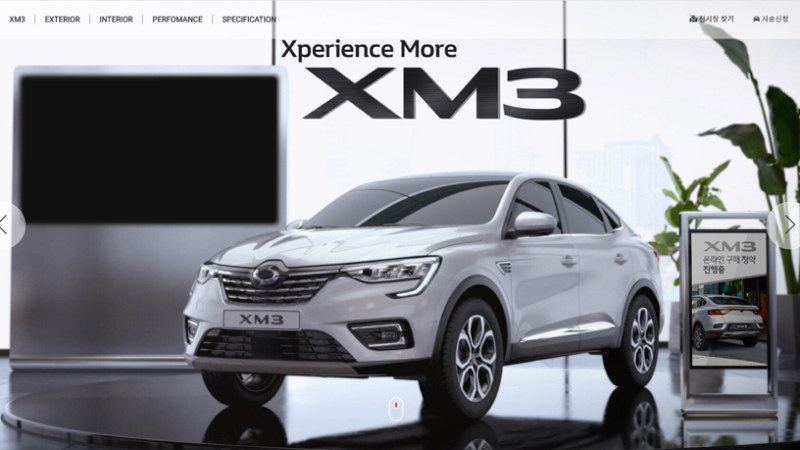 XM3
EXTERIOR
INTERIOR
PERFOMANCE
SPECIFICATION
전시장 찾기
시승신청
Xperience More
XM3
XM3
XM3
온라인 구매 청약
진행중